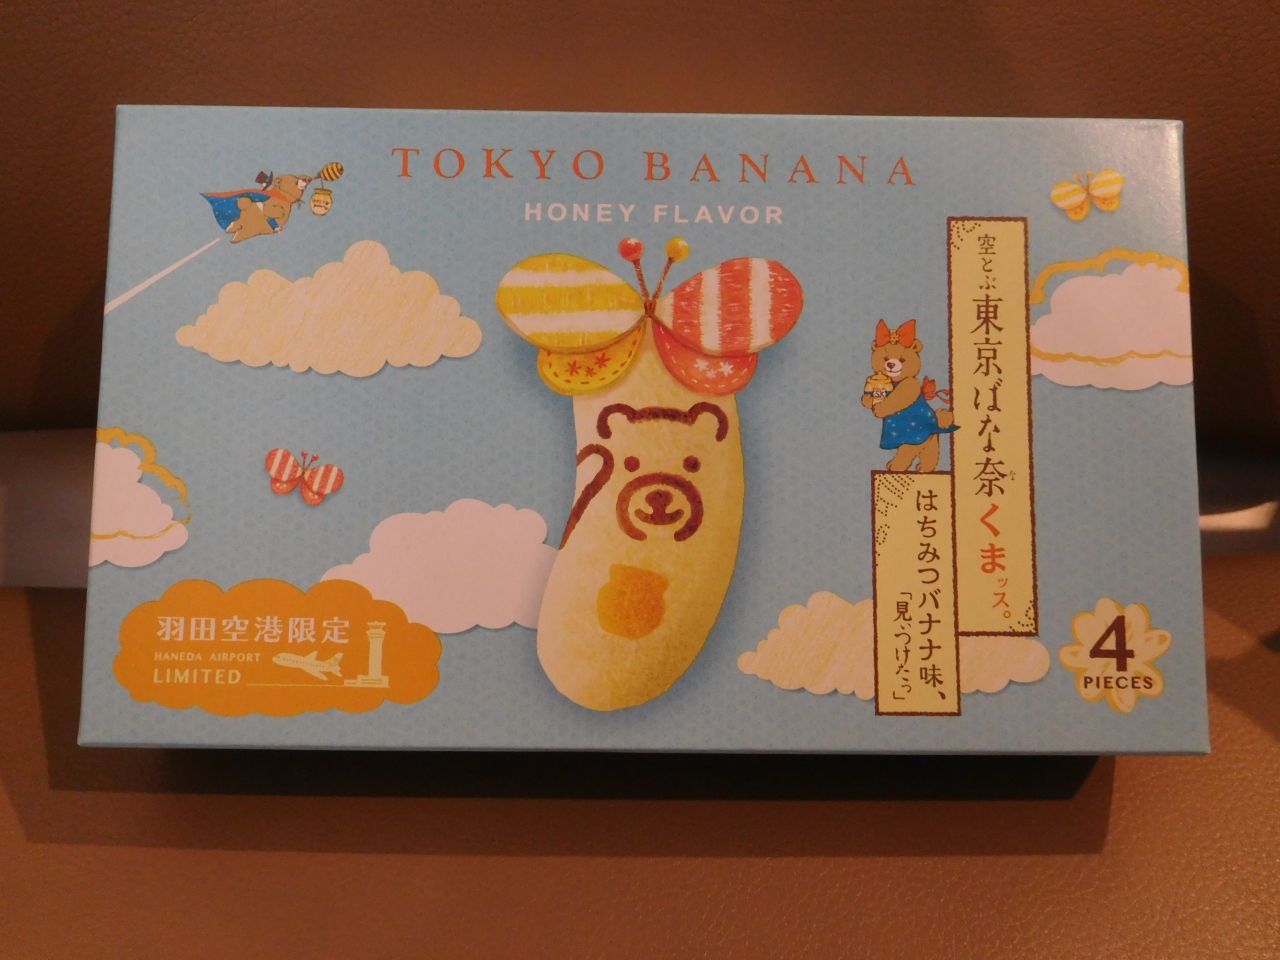 TOKYO BANANA
HONEY FLAVOR
空とぶ東京ばな奈くまッス。
な
はちみつバナナ味、
「見ぃつけたっ」
羽田空港限定
HANEDA AIRPORT
LIMITED
4
PIECES